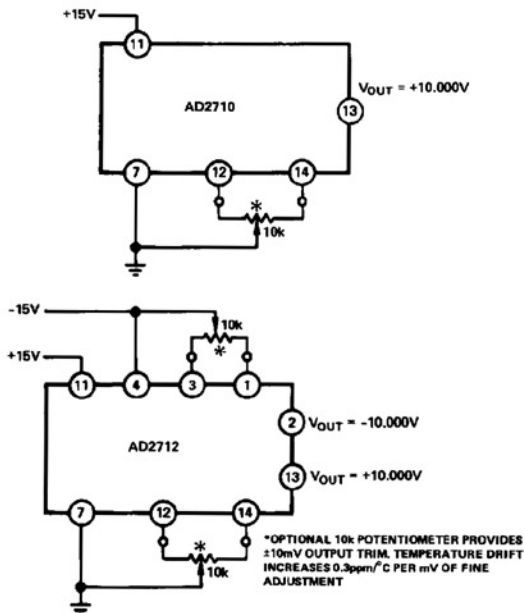 +15V
11
AD2710
VOUT = +10.000V
13
7
12
14
*
10k
-15V
10k
*
+15V
11
4
3
1
2
VOUT = -10.000V
AD2712
13
VOUT = +10.000V
7
12
14
*
10k
*OPTIONAL 10k POTENTIOMETER PROVIDES
±10mV OUTPUT TRIM. TEMPERATURE DRIFT
INCREASES 0.3ppm/°C PER mV OF FINE
ADJUSTMENT